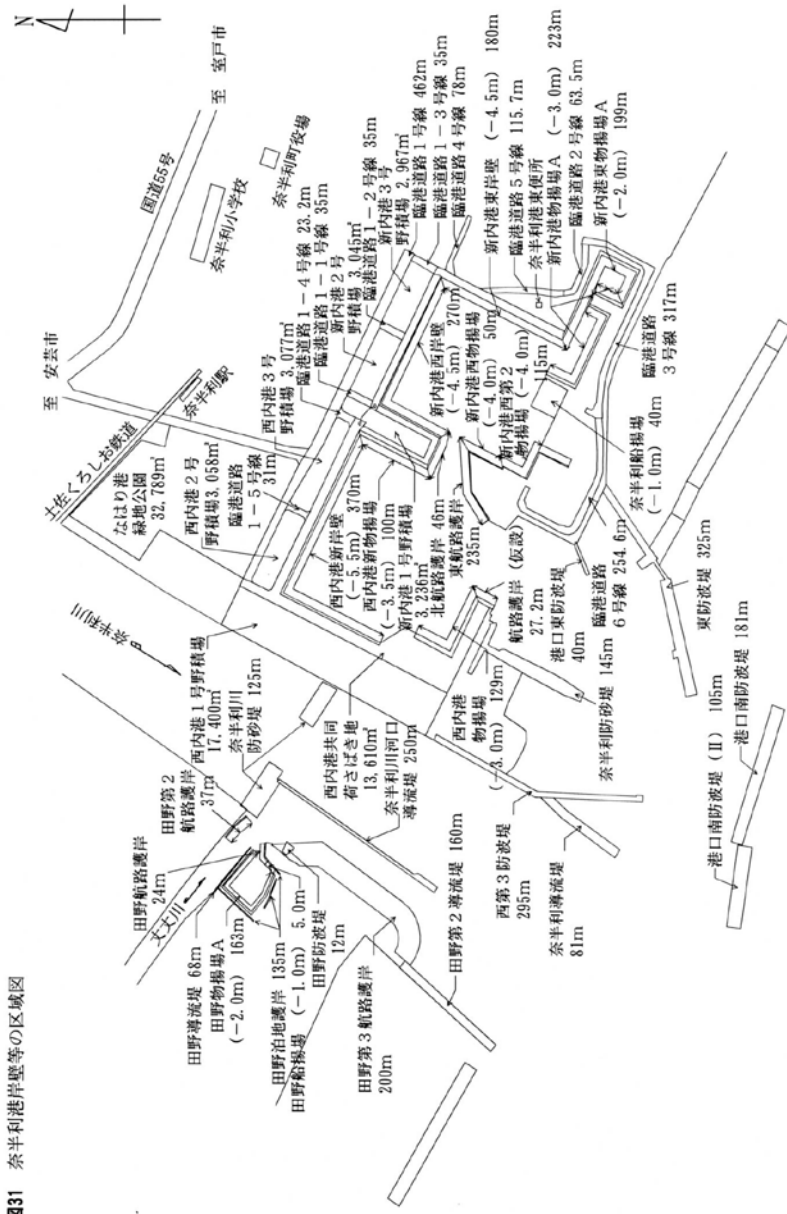 図31 奈半利港岸壁等の区域図
N
至 安芸市
至 室戸市
国道55号
奈半利小学校
奈半利町役場
土佐くろしお鉄道
奈半利駅
なはり港
緑地公園
32,789㎡
奈半利川
西内港2号
野積場3,058㎡
臨港道路
1-5号線
31m
西内港3号
野積場 3,077㎡
臨港道路1-4号線 23.2m
臨港道路1-1号線 35m
新内港2号
野積場 3,045㎡
臨港道路1-2号線 35m
新内港3号
野積場 2,967㎡
臨港道路1号線 462m
臨港道路1-3号線 35m
臨港道路4号線 78m
西内港新岸壁
(-5.5m) 370m
西内港新物揚場
(-3.5m) 100m
新内港1号野積場
3,236㎡
北航路護岸 46m
東航路護岸
235m
新内港西岸壁
(-4.5m) 270m
新内港西物揚場
(-4.0m) 50m
新内港西第2
物揚場 (-4.0m)
115m
新内港東岸壁 (-4.5m) 180m
臨港道路5号線 115.7m
奈半利港東便所
新内港物揚場A (-3.0m) 223m
臨港道路2号線 63.5m
新内港東物揚場A
(-2.0m) 199m
臨港道路
3号線 317m
奈半利船揚場
(-1.0m) 40m
(仮設)
航路護岸
27.2m
港口東防波堤
40m
臨港道路
6号線 254.6m
東防波堤 325m
西内港1号野積場
17,400㎡
奈半利川
防砂堤 125m
田野第2
航路護岸
37m
西内港共同
荷さばき地
13,610㎡
奈半利川河口
導流堤 250m
西内港
物揚場
(-3.0m) 129m
奈半利防砂堤 145m
田野航路護岸
24m
丈丈川
田野導流堤 68m
田野物揚場A
(-2.0m) 163m
田野泊地護岸 135m
田野船揚場 (-1.0m) 5.0m
田野防波堤
12m
田野第3航路護岸
200m
田野第2導流堤 160m
西第3防波堤
295m
奈半利導流堤
81m
港口南防波堤 (Ⅱ) 105m
港口南防波堤 181m